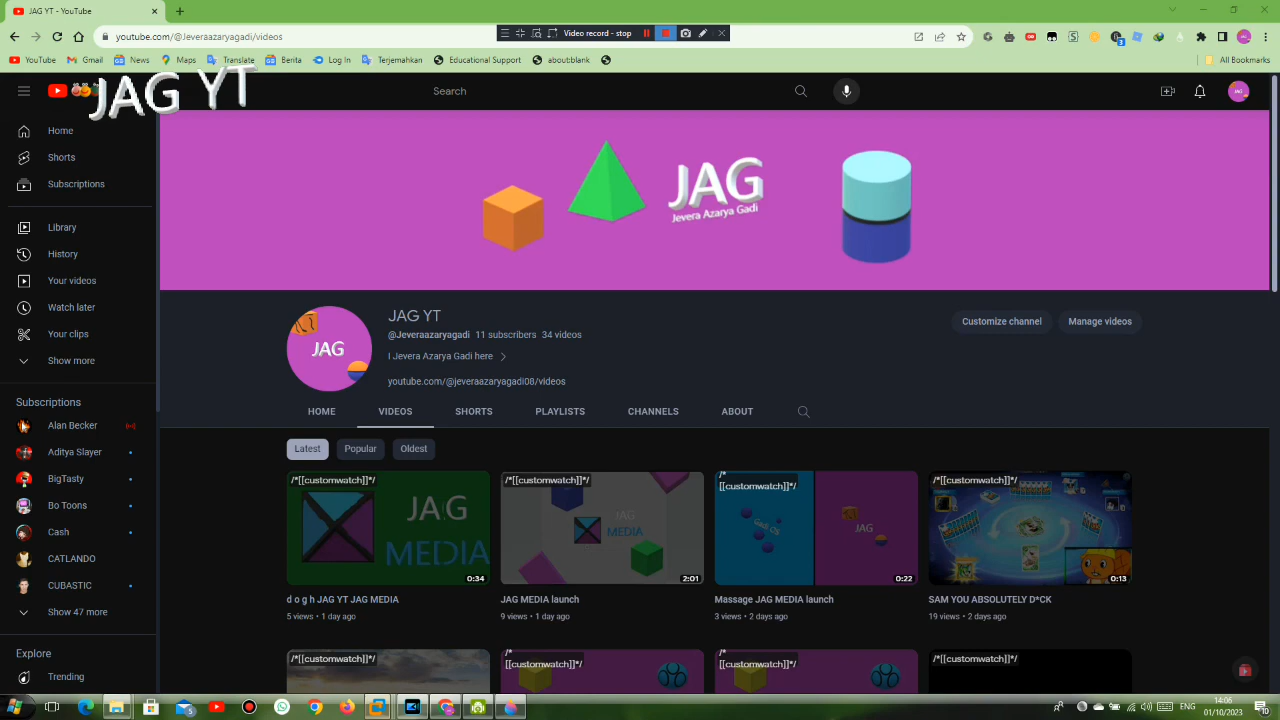 JAG YT - YouTube
youtube.com/@Jeveraazaryagadi/videos
Video record - stop
YouTube
Gmail
News
Maps
Translate
Berita
Log In
Terjemahkan
Educational Support
aboutblank
All Bookmarks
JAG YT
Search
JAG
Home
Shorts
Subscriptions
Library
History
Your videos
Watch later
Your clips
Show more
Subscriptions
Alan Becker
Aditya Slayer
BigTasty
Bo Toons
Cash
CATLANDO
CUBASTIC
Show 47 more
Explore
Trending
JAG
Jevera Azarya Gadi
JAG
JAG YT
@Jeveraazaryagadi 11 subscribers 34 videos
I Jevera Azarya Gadi here
youtube.com/@jeveraazaryagadi08/videos
Customize channel
Manage videos
HOME VIDEOS SHORTS PLAYLISTS CHANNELS ABOUT
Latest Popular Oldest
/*[[customwatch]]*/
JAG
MEDIA
0:34
d o g h JAG YT JAG MEDIA
5 views • 1 day ago
/*[[customwatch]]*/
JAG
MEDIA
2:01
JAG MEDIA launch
9 views • 1 day ago
/*
[[customwatch]]*/
JAG
0:22
Massage JAG MEDIA launch
3 views • 2 days ago
/*[[customwatch]]*/
0:13
SAM YOU ABSOLUTELY D*CK
19 views • 2 days ago
/*[[customwatch]]*/
/*
[[customwatch]]*/
/*
[[customwatch]]*/
/*[[customwatch]]*/
ENG
14:06
01/10/2023
10